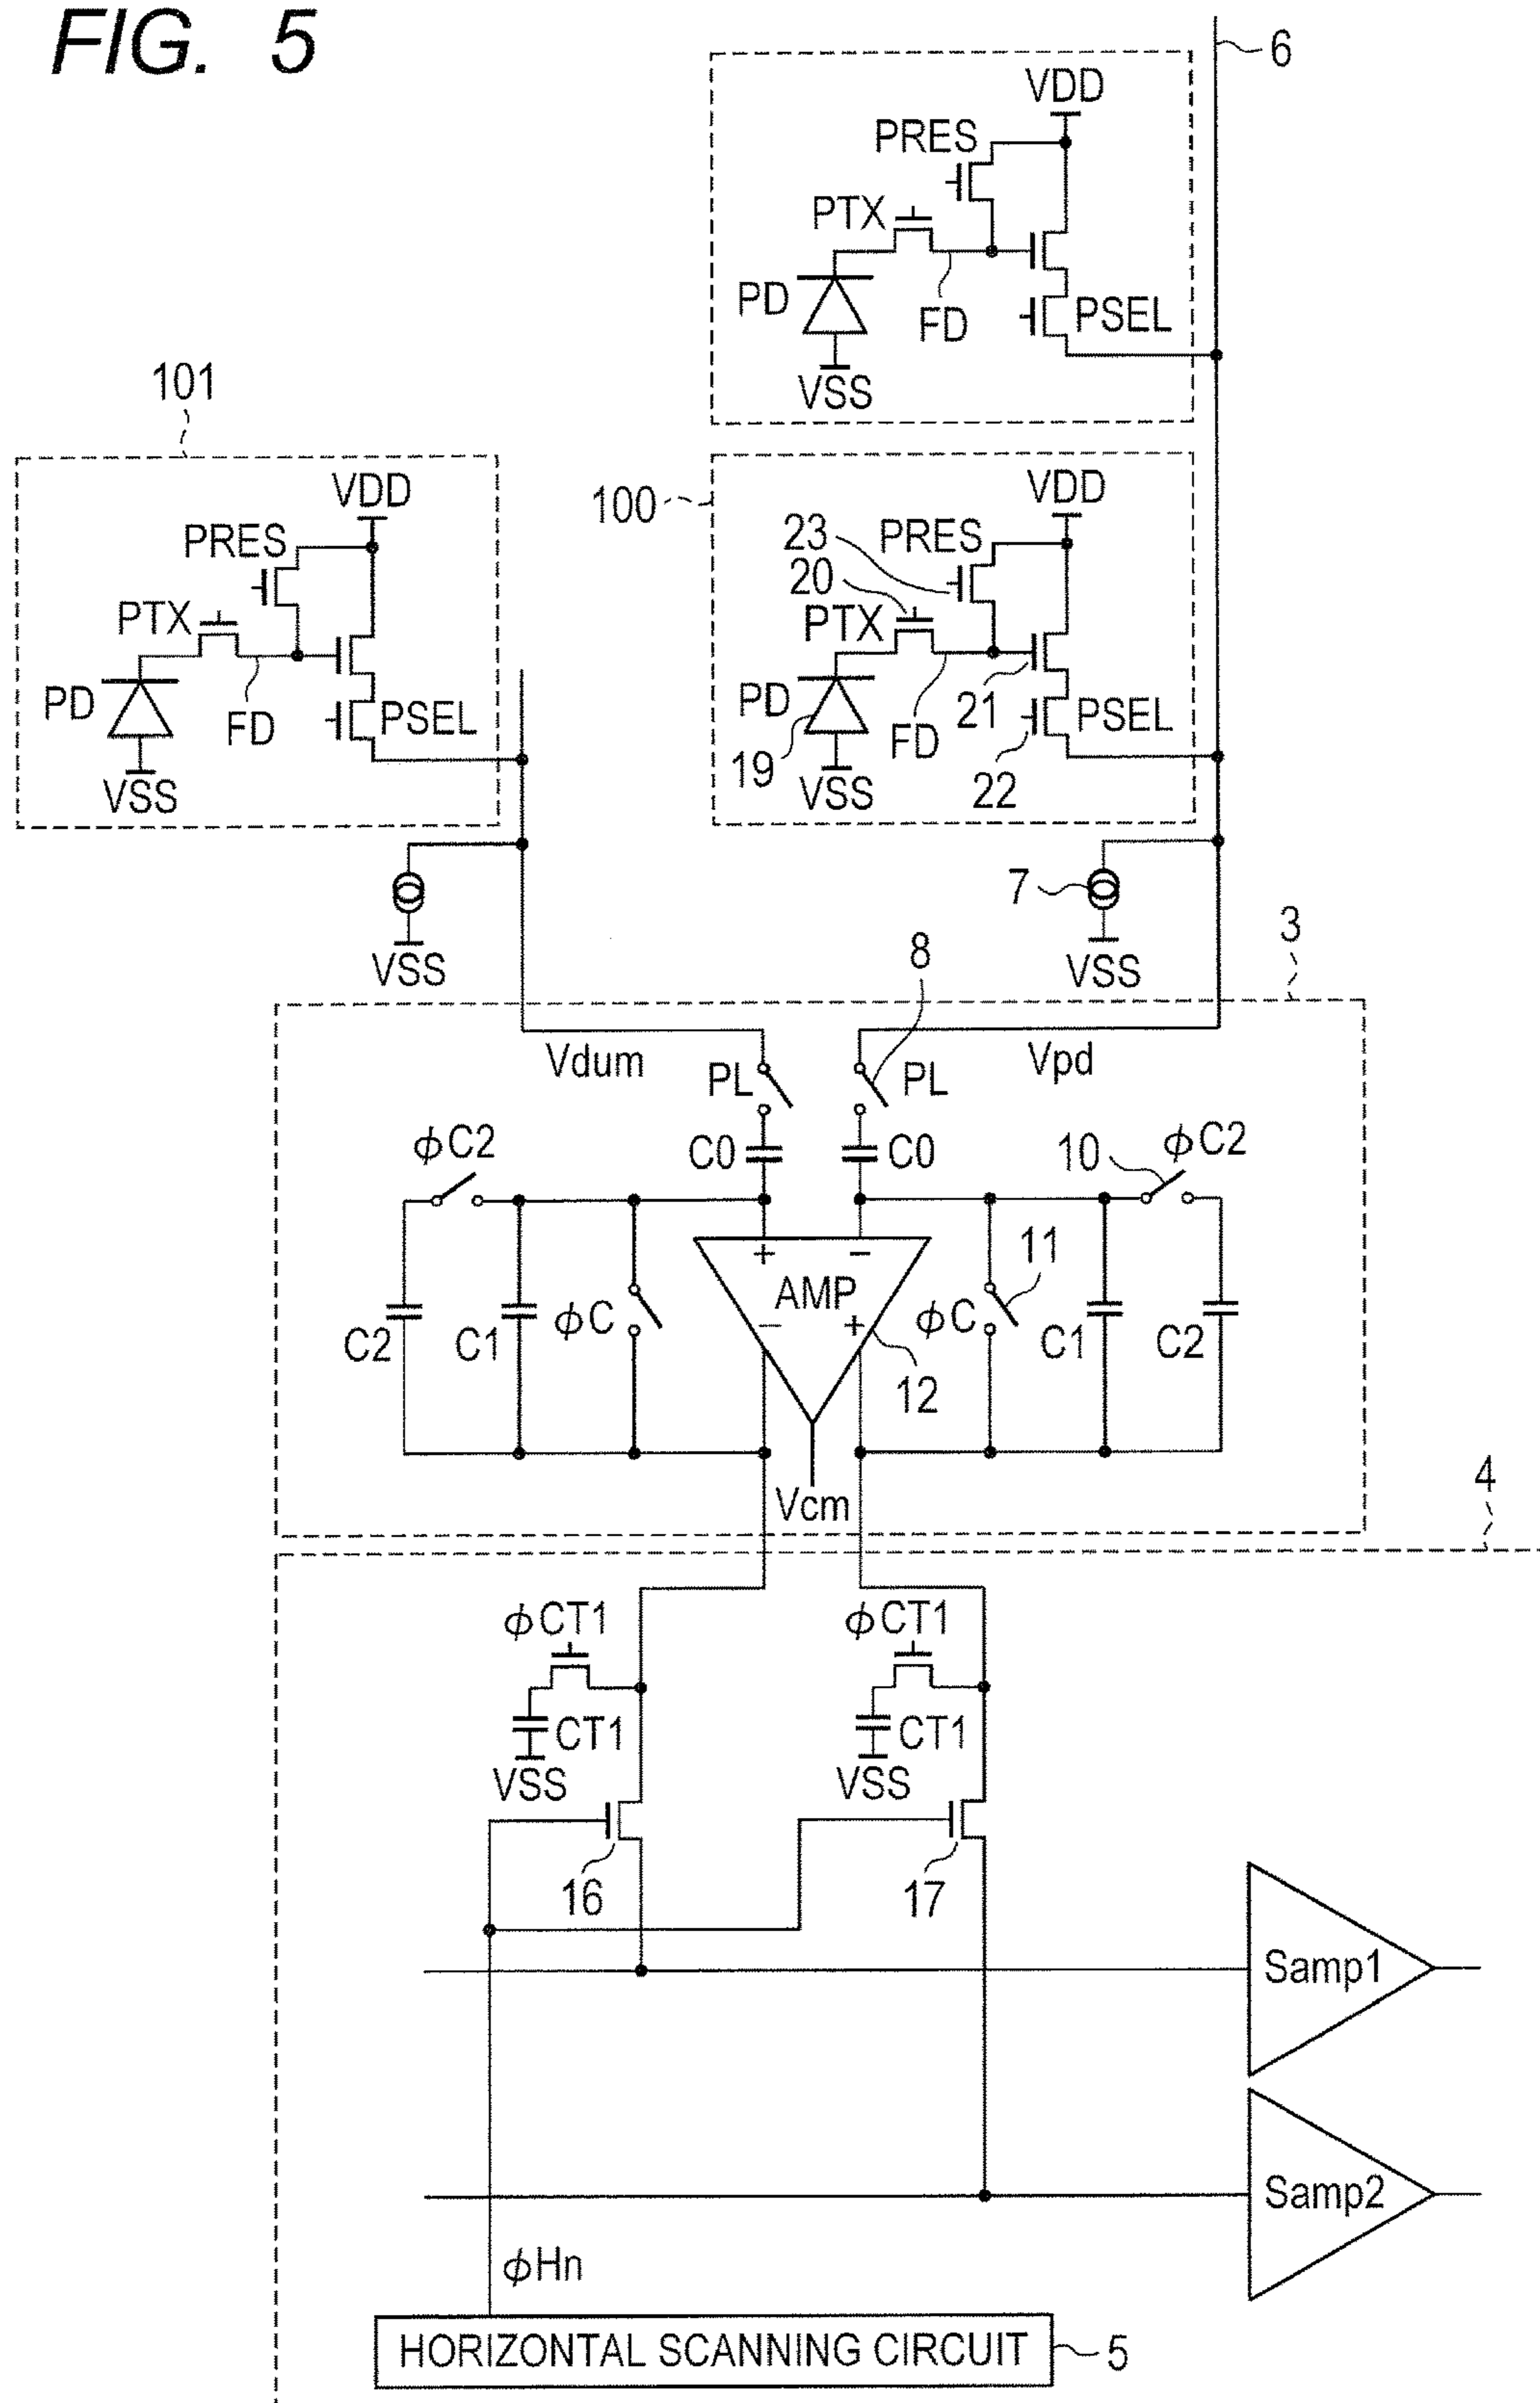 FIG. 5
6
VDD
PRES
PTX
PD
FD
PSEL
VSS
101
VDD
PRES
PTX
PD
FD
PSEL
VSS
100
VDD
PRES
23
20
PTX
PD
FD
21
PSEL
19
VSS
22
VSS
7
VSS
3
8
Vdum
Vpd
PL
PL
C0
C0
ϕC2
10
ϕC2
+
−
AMP
−
+
11
C2
C1
ϕC
ϕC
C1
C2
12
Vcm
4
ϕCT1
ϕCT1
CT1
CT1
VSS
VSS
16
17
Samp1
Samp2
ϕHn
HORIZONTAL SCANNING CIRCUIT
5